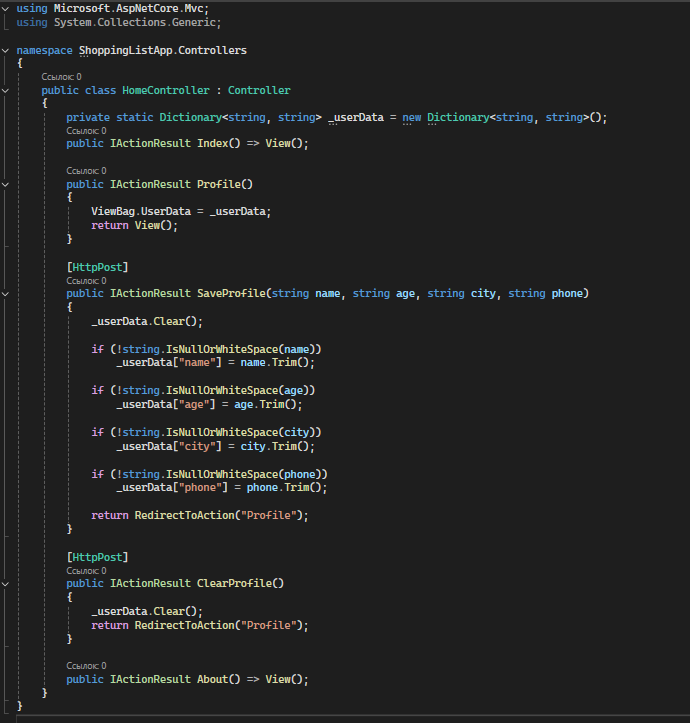 using Microsoft.AspNetCore.Mvc;
using System.Collections.Generic;

namespace ShoppingListApp.Controllers
{
Ссылок: 0
public class HomeController : Controller
{
private static Dictionary<string, string> _userData = new Dictionary<string, string>();
Ссылок: 0
public IActionResult Index() => View();

Ссылок: 0
public IActionResult Profile()
{
ViewBag.UserData = _userData;
return View();
}

[HttpPost]
Ссылок: 0
public IActionResult SaveProfile(string name, string age, string city, string phone)
{
_userData.Clear();

if (!string.IsNullOrWhiteSpace(name))
_userData["name"] = name.Trim();

if (!string.IsNullOrWhiteSpace(age))
_userData["age"] = age.Trim();

if (!string.IsNullOrWhiteSpace(city))
_userData["city"] = city.Trim();

if (!string.IsNullOrWhiteSpace(phone))
_userData["phone"] = phone.Trim();

return RedirectToAction("Profile");
}

[HttpPost]
Ссылок: 0
public IActionResult ClearProfile()
{
_userData.Clear();
return RedirectToAction("Profile");
}

Ссылок: 0
public IActionResult About() => View();
}
}